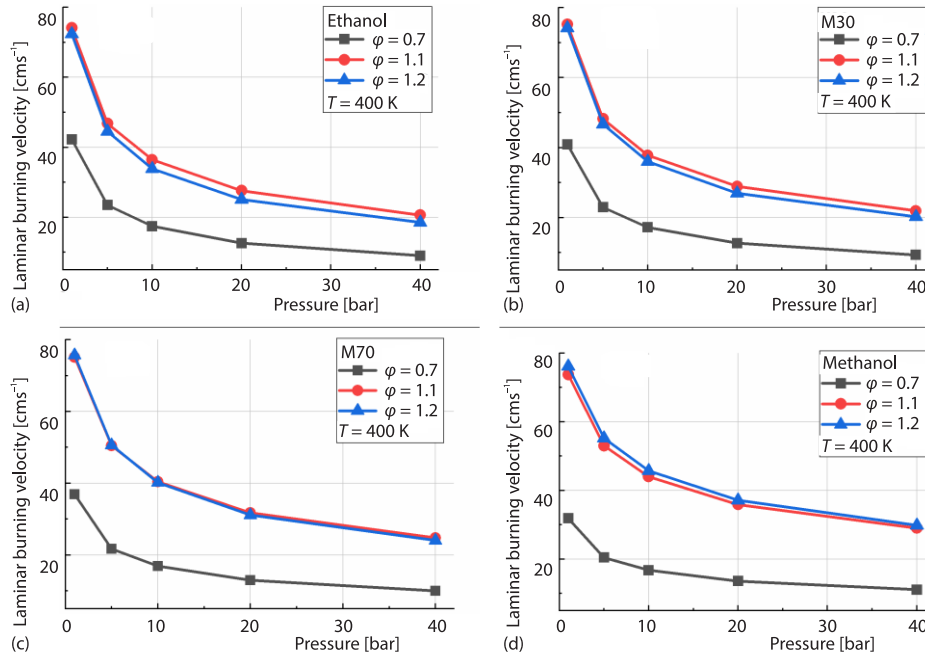 Laminar burning velocity [cms⁻¹]
80
60
40
20
Ethanol
φ = 0.7
φ = 1.1
φ = 1.2
T = 400 K
0
10
20
30
40
Pressure [bar]
(a)
Laminar burning velocity [cms⁻¹]
80
60
40
20
M30
φ = 0.7
φ = 1.1
φ = 1.2
T = 400 K
0
10
20
30
40
Pressure [bar]
(b)
Laminar burning velocity [cms⁻¹]
80
60
40
20
M70
φ = 0.7
φ = 1.1
φ = 1.2
T = 400 K
0
10
20
30
40
Pressure [bar]
(c)
Laminar burning velocity [cms⁻¹]
80
60
40
20
Methanol
φ = 0.7
φ = 1.1
φ = 1.2
T = 400 K
0
10
20
30
40
Pressure [bar]
(d)